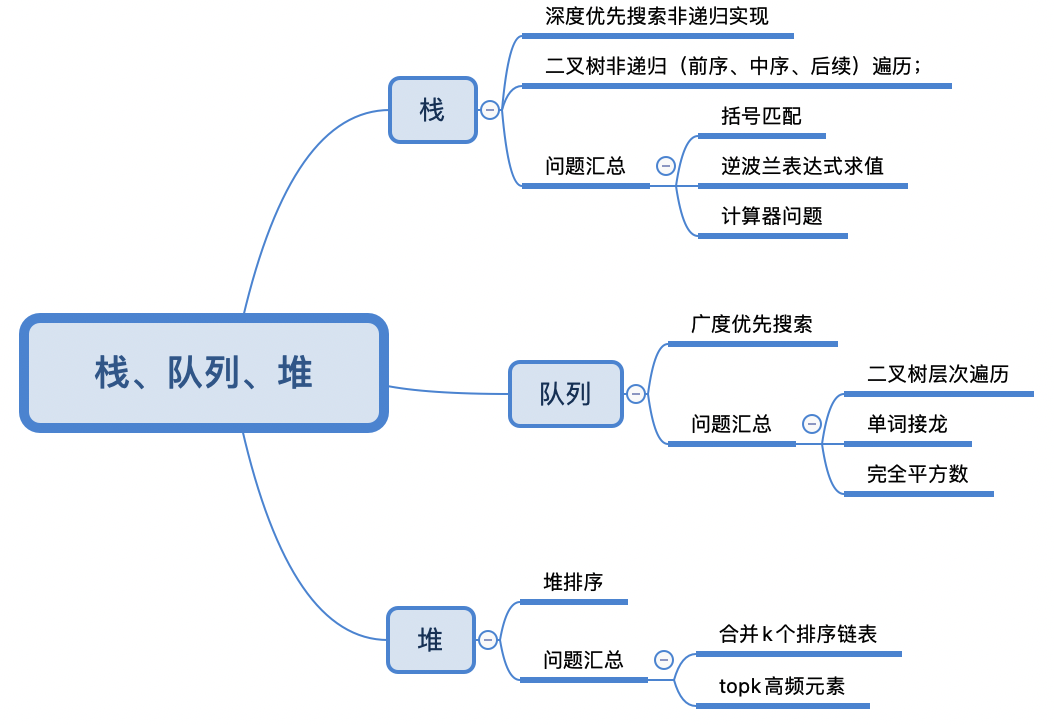 栈、队列、堆
栈
深度优先搜索非递归实现
二叉树非递归（前序、中序、后续）遍历；
问题汇总
括号匹配
逆波兰表达式求值
计算器问题
队列
广度优先搜索
问题汇总
二叉树层次遍历
单词接龙
完全平方数
堆
堆排序
问题汇总
合并k个排序链表
topk高频元素